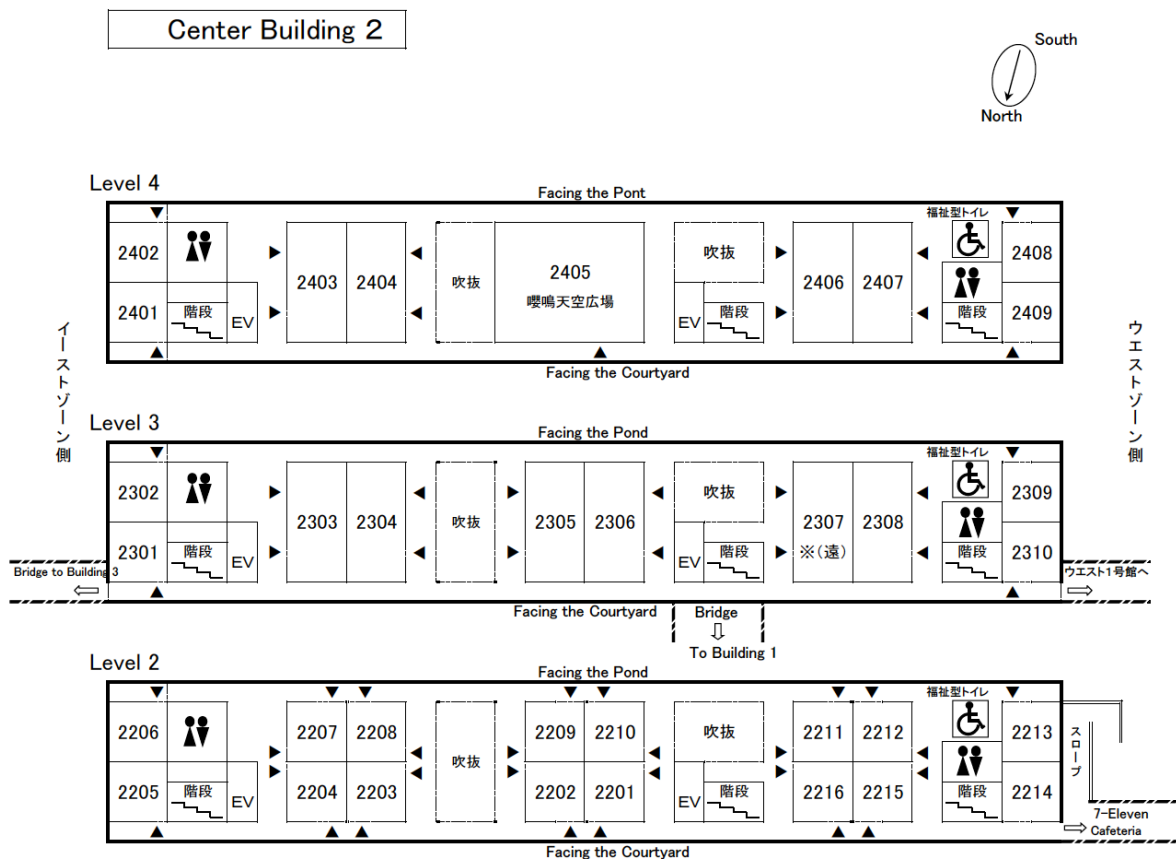 Center Building 2
South
North
Level 4
Facing the Pont
福祉型トイレ
2402
2403
2404
吹抜
2405
嚶鳴天空広場
吹抜
2406
2407
2408
2401
階段
EV
EV
階段
階段
2409
Facing the Courtyard
イーストゾーン側
ウエストゾーン側
Level 3
Facing the Pond
福祉型トイレ
2302
2303
2304
吹抜
2305
2306
吹抜
2307
※(遠)
2308
2309
2301
階段
EV
EV
階段
階段
2310
Bridge to Building 3
ウエスト1号館へ
Facing the Courtyard
Bridge
To Building 1
Level 2
Facing the Pond
福祉型トイレ
2206
2207
2208
吹抜
2209
2210
吹抜
2211
2212
2213
スロープ
2205
階段
EV
2204
2203
2202
2201
EV
階段
2216
2215
階段
2214
7-Eleven
Cafeteria
Facing the Courtyard